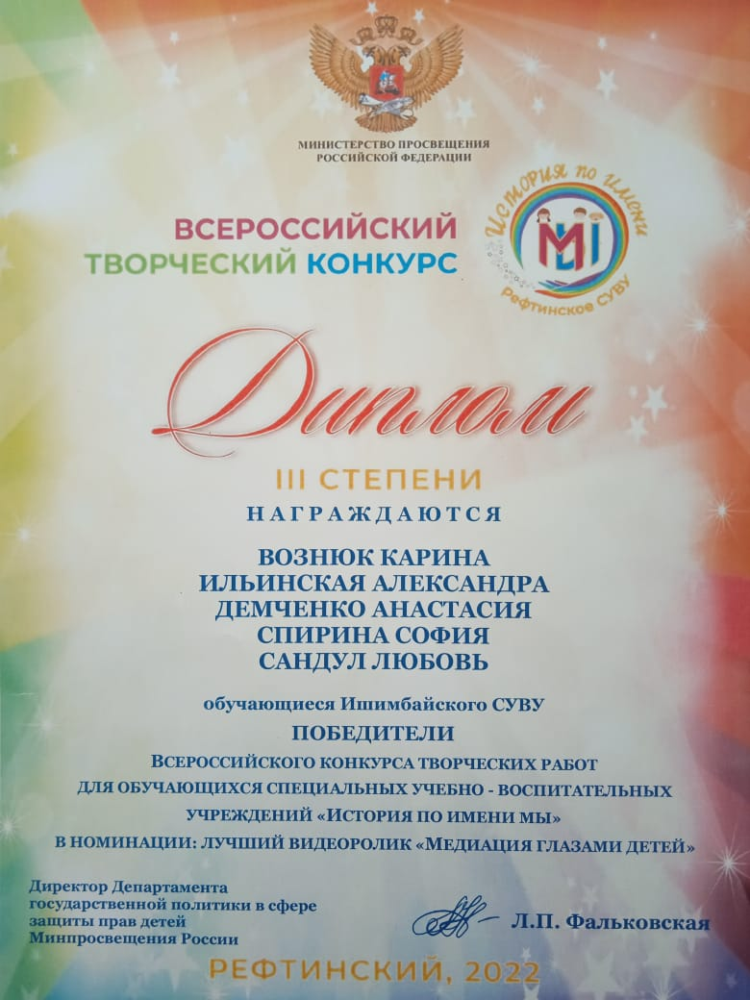 МИНИСТЕРСТВО ПРОСВЕЩЕНИЯ
РОССИЙСКОЙ ФЕДЕРАЦИИ
ВСЕРОССИЙСКИЙ
ТВОРЧЕСКИЙ КОНКУРС
История по имени
МЫ
Рефтинское СУВУ
Диплом
III СТЕПЕНИ
НАГРАЖДАЮТСЯ
ВОЗНЮК КАРИНА
ИЛЬИНСКАЯ АЛЕКСАНДРА
ДЕМЧЕНКО АНАСТАСИЯ
СПИРИНА СОФИЯ
САНДУЛ ЛЮБОВЬ
обучающиеся Ишимбайского СУВУ
ПОБЕДИТЕЛИ
ВСЕРОССИЙСКОГО КОНКУРСА ТВОРЧЕСКИХ РАБОТ
ДЛЯ ОБУЧАЮЩИХСЯ СПЕЦИАЛЬНЫХ УЧЕБНО - ВОСПИТАТЕЛЬНЫХ
УЧРЕЖДЕНИЙ «ИСТОРИЯ ПО ИМЕНИ МЫ»
В НОМИНАЦИИ: ЛУЧШИЙ ВИДЕОРОЛИК «МЕДИАЦИЯ ГЛАЗАМИ ДЕТЕЙ»
Директор Департамента
государственной политики в сфере
защиты прав детей
Минпросвещения России
Л.П. Фальковская
РЕФТИНСКИЙ, 2022